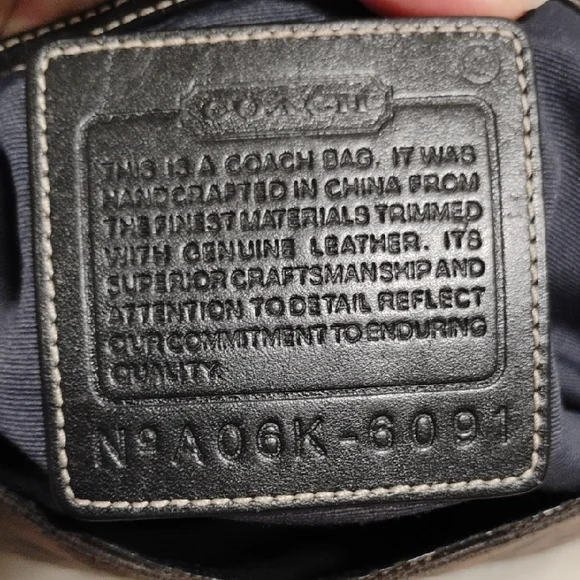 COACH
THIS IS A COACH BAG. IT WAS
HANDCRAFTED IN CHINA FROM
THE FINEST MATERIALS TRIMMED
WITH GENUINE LEATHER. ITS
SUPERIOR CRAFTSMANSHIP AND
ATTENTION TO DETAIL REFLECT
OUR COMMITMENT TO ENDURING
QUALITY.
Nº A06K-6091